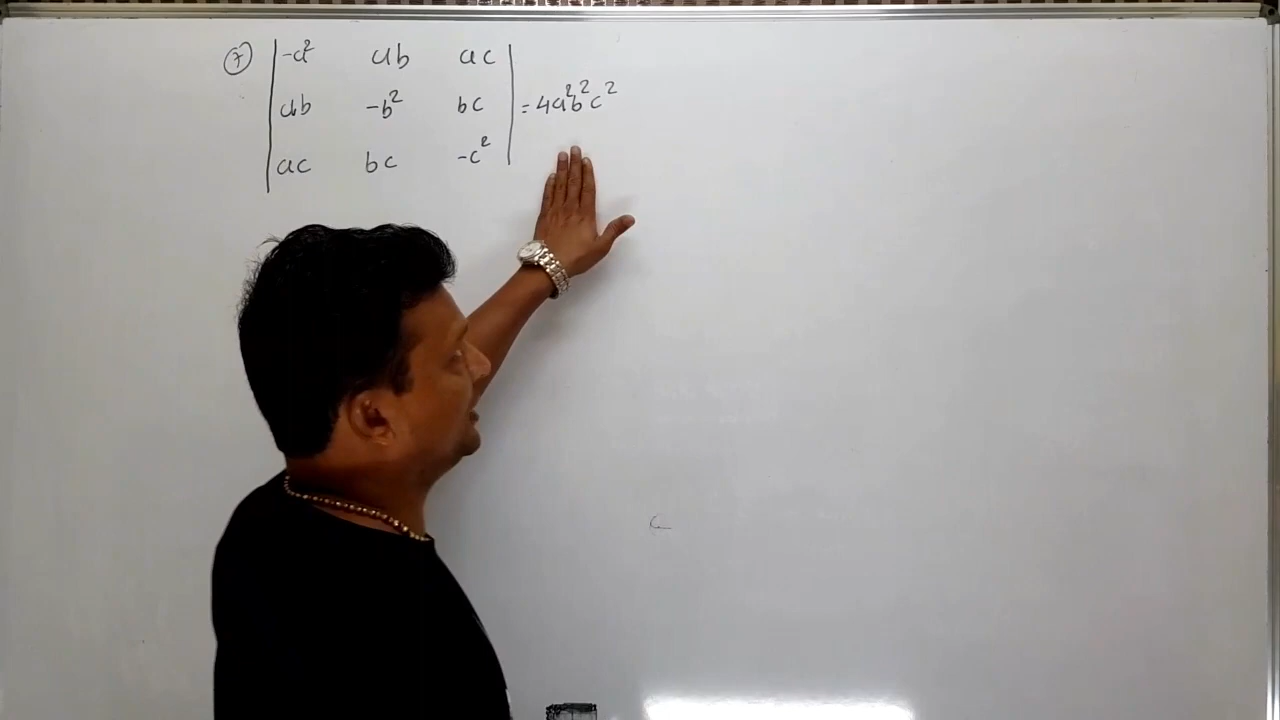 ⑦ | -a² ab ac |
| ab -b² bc | = 4a²b²c²
| ac bc -c² |